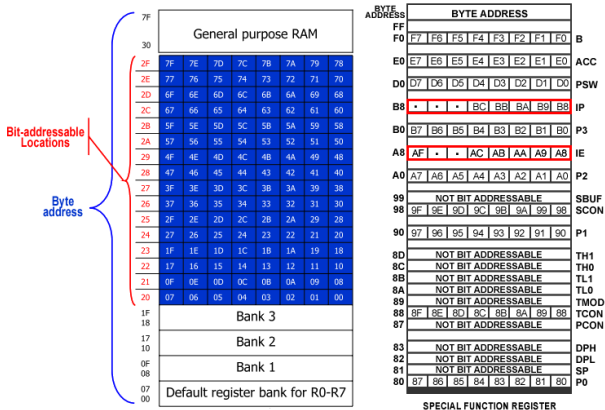 7F
General purpose RAM
30
2F 7F 7E 7D 7C 7B 7A 79 78
2E 77 76 75 74 73 72 71 70
2D 6F 6E 6D 6C 6B 6A 69 68
2C 67 66 65 64 63 62 61 60
2B 5F 5E 5D 5C 5B 5A 59 58
2A 57 56 55 54 53 52 51 50
29 4F 4E 4D 4C 4B 4A 49 48
28 47 46 45 44 43 42 41 40
27 3F 3E 3D 3C 3B 3A 39 38
26 37 36 35 34 33 32 31 30
25 2F 2E 2D 2C 2B 2A 29 28
24 27 26 25 24 23 22 21 20
23 1F 1E 1D 1C 1B 1A 19 18
22 17 16 15 14 13 12 11 10
21 0F 0E 0D 0C 0B 0A 09 08
20 07 06 05 04 03 02 01 00
1F
Bank 3
18
17
Bank 2
10
0F
Bank 1
08
07
Default register bank for R0-R7
00
Bit-addressable
Locations
Byte
address
BYTE
ADDRESS
BYTE ADDRESS
FF
F0 F7 F6 F5 F4 F3 F2 F1 F0 B
E0 E7 E6 E5 E4 E3 E2 E1 E0 ACC
D0 D7 D6 D5 D4 D3 D2 D1 D0 PSW
B8 - - - BC BB BA B9 B8 IP
B0 B7 B6 B5 B4 B3 B2 B1 B0 P3
A8 AF - - AC AB AA A9 A8 IE
A0 A7 A6 A5 A4 A3 A2 A1 A0 P2
99 NOT BIT ADDRESSABLE SBUF
98 9F 9E 9D 9C 9B 9A 99 98 SCON
90 97 96 95 94 93 92 91 90 P1
8D NOT BIT ADDRESSABLE TH1
8C NOT BIT ADDRESSABLE TH0
8B NOT BIT ADDRESSABLE TL1
8A NOT BIT ADDRESSABLE TL0
89 NOT BIT ADDRESSABLE TMOD
88 8F 8E 8D 8C 8B 8A 89 88 TCON
87 NOT BIT ADDRESSABLE PCON
83 NOT BIT ADDRESSABLE DPH
82 NOT BIT ADDRESSABLE DPL
81 NOT BIT ADDRESSABLE SP
80 87 86 85 84 83 82 81 80 P0
SPECIAL FUNCTION REGISTER